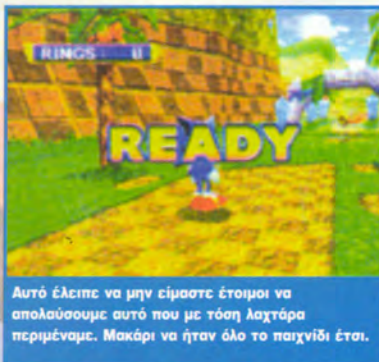 RINGS 0
READY
Αυτό έλειπε να μην είμαστε έτοιμοι να
απολαύσουμε αυτό που με τόση λαχτάρα
περιμέναμε. Μακάρι να ήταν όλο το παιχνίδι έτσι.